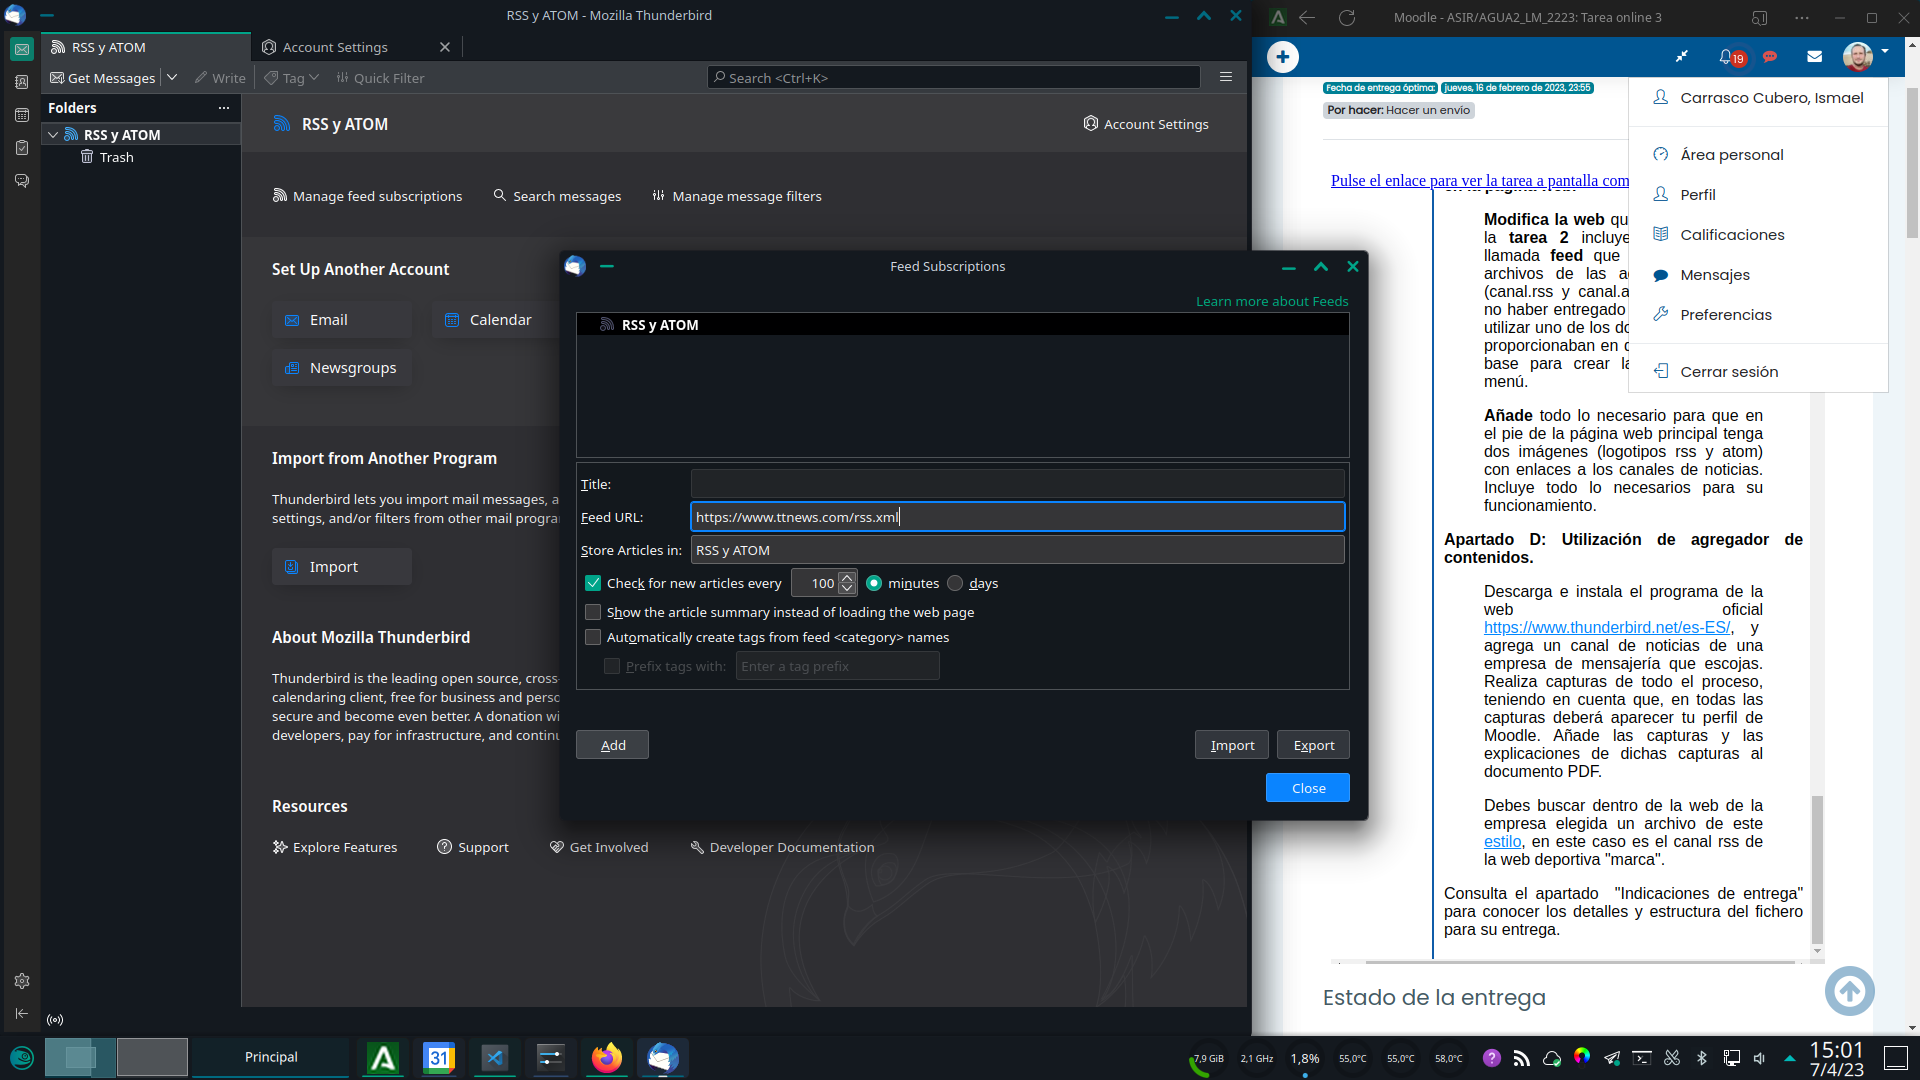 RSS y ATOM - Mozilla Thunderbird
RSS y ATOM
Account Settings
Get Messages
Write
Tag
Quick Filter
Search <Ctrl+K>
Folders
RSS y ATOM
Trash
RSS y ATOM
Account Settings
Manage feed subscriptions
Search messages
Manage message filters
Set Up Another Account
Email
Calendar
Newsgroups
Import from Another Program
Thunderbird lets you import mail messages, a
settings, and/or filters from other mail progra
Import
About Mozilla Thunderbird
Thunderbird is the leading open source, cross-
calendaring client, free for business and perso
secure and become even better. A donation wi
developers, pay for infrastructure, and continu
Resources
Explore Features
Support
Get Involved
Developer Documentation
Feed Subscriptions
Learn more about Feeds
RSS y ATOM
Title:
Feed URL:
https://www.ttnews.com/rss.xml
Store Articles in:
RSS y ATOM
Check for new articles every
100
minutes
days
Show the article summary instead of loading the web page
Automatically create tags from feed <category> names
Prefix tags with:
Enter a tag prefix
Add
Import
Export
Close
Moodle - ASIR/AGUA2_LM_2223: Tarea online 3
19
Fecha de entrega óptima:
jueves, 16 de febrero de 2023, 23:55
Por hacer: Hacer un envío
Pulse el enlace para ver la tarea a pantalla com
Carrasco Cubero, Ismael
Área personal
Perfil
Calificaciones
Mensajes
Preferencias
Cerrar sesión
Modifica la web qu
la tarea 2 incluye
llamada feed que
archivos de las a
(canal.rss y canal.a
no haber entregado
utilizar uno de los do
proporcionaban en
base para crear la
menú.
Añade todo lo necesario para que en
el pie de la página web principal tenga
dos imágenes (logotipos rss y atom)
con enlaces a los canales de noticias.
Incluye todo lo necesarios para su
funcionamiento.
Apartado D: Utilización de agregador de
contenidos.
Descarga e instala el programa de la
web oficial
https://www.thunderbird.net/es-ES/, y
agrega un canal de noticias de una
empresa de mensajería que escojas.
Realiza capturas de todo el proceso,
teniendo en cuenta que, en todas las
capturas deberá aparecer tu perfil de
Moodle. Añade las capturas y las
explicaciones de dichas capturas al
documento PDF.
Debes buscar dentro de la web de la
empresa elegida un archivo de este
estilo, en este caso es el canal rss de
la web deportiva "marca".
Consulta el apartado "Indicaciones de entrega"
para conocer los detalles y estructura del fichero
para su entrega.
Estado de la entrega
Principal
31
7,9 GiB
2,1 GHz
1,8%
55,0°C
55,0°C
58,0°C
15:01
7/4/23